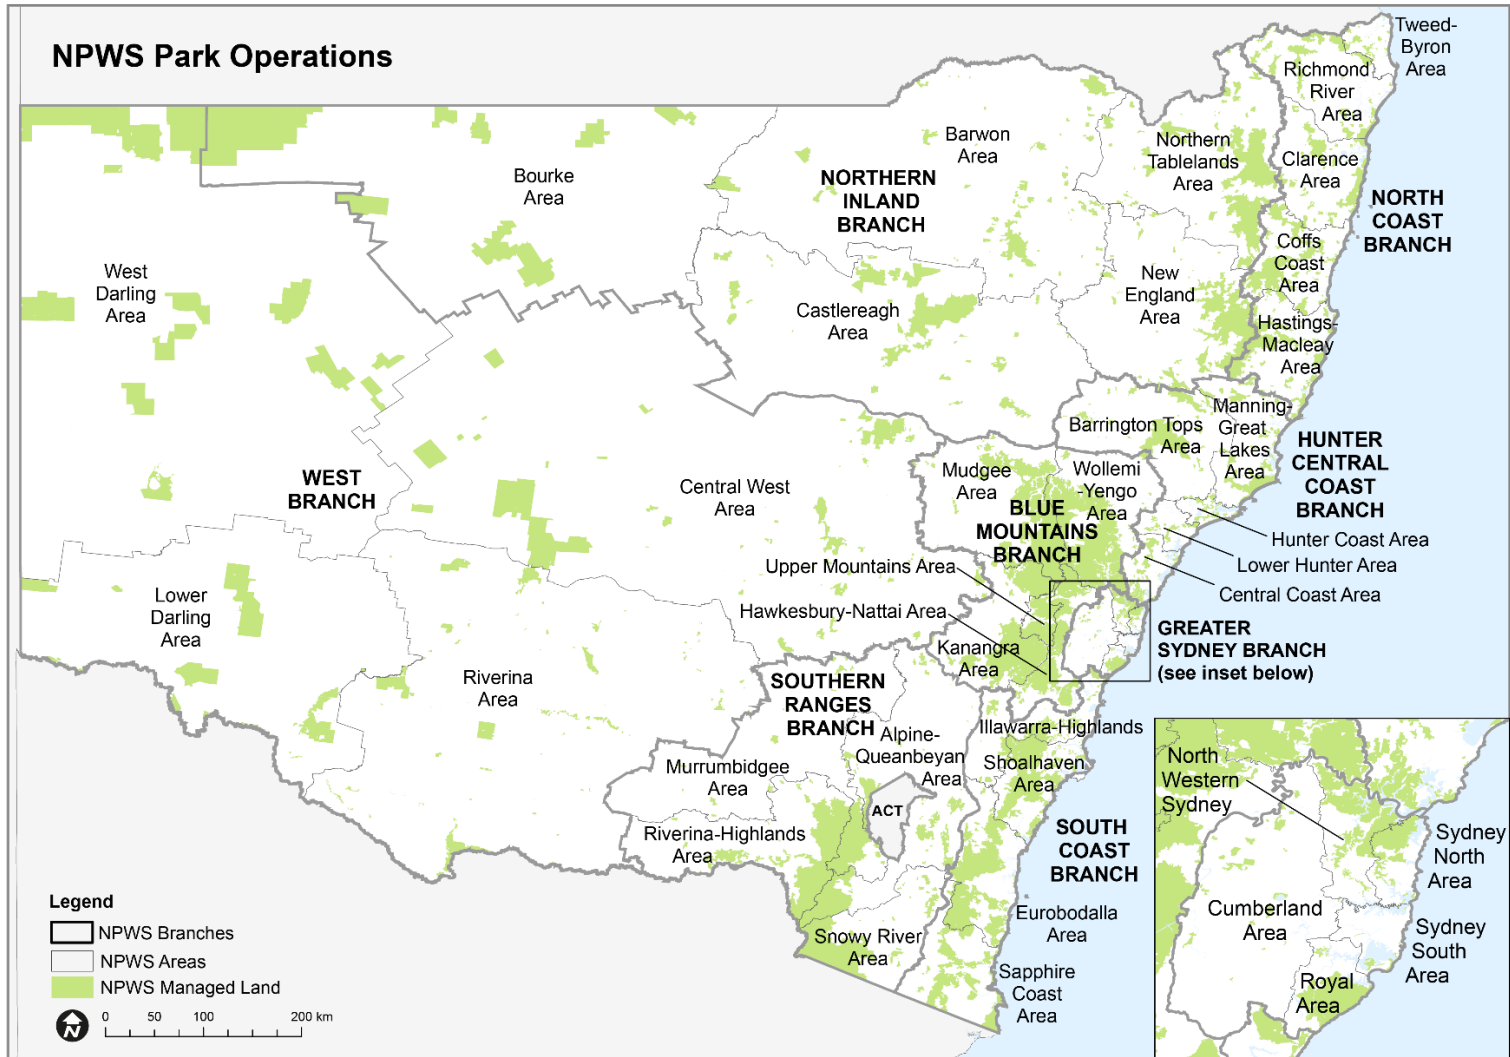 NPWS Park Operations
Tweed-
Byron
Area
Richmond
River
Area
Barwon
Area
Northern
Tablelands
Area
Clarence
Area
Bourke
Area
NORTHERN
INLAND
BRANCH
NORTH
COAST
BRANCH
West
Darling
Area
Coffs
Coast
Area
New
England
Area
Castlereagh
Area
Hastings-
Macleay
Area
Manning-
Great
Lakes
Area
Barrington Tops
Area
HUNTER
CENTRAL
COAST
BRANCH
Mudgee
Area
Wollemi
-Yengo
Area
WEST
BRANCH
Central West
Area
BLUE
MOUNTAINS
BRANCH
Hunter Coast Area
Lower Hunter Area
Central Coast Area
Upper Mountains Area
Hawkesbury-Nattai Area
Lower
Darling
Area
Kanangra
Area
GREATER
SYDNEY BRANCH
(see inset below)
Riverina
Area
SOUTHERN
RANGES
BRANCH
Illawarra-Highlands
Alpine-
Queanbeyan
Area
Shoalhaven
Area
Murrumbidgee
Area
ACT
Riverina-Highlands
Area
SOUTH
COAST
BRANCH
Eurobodalla
Area
Snowy River
Area
Sapphire
Coast
Area
North
Western
Sydney
Sydney
North
Area
Cumberland
Area
Sydney
South
Area
Royal
Area
Legend
NPWS Branches
NPWS Areas
NPWS Managed Land
N
0 50 100 200 km